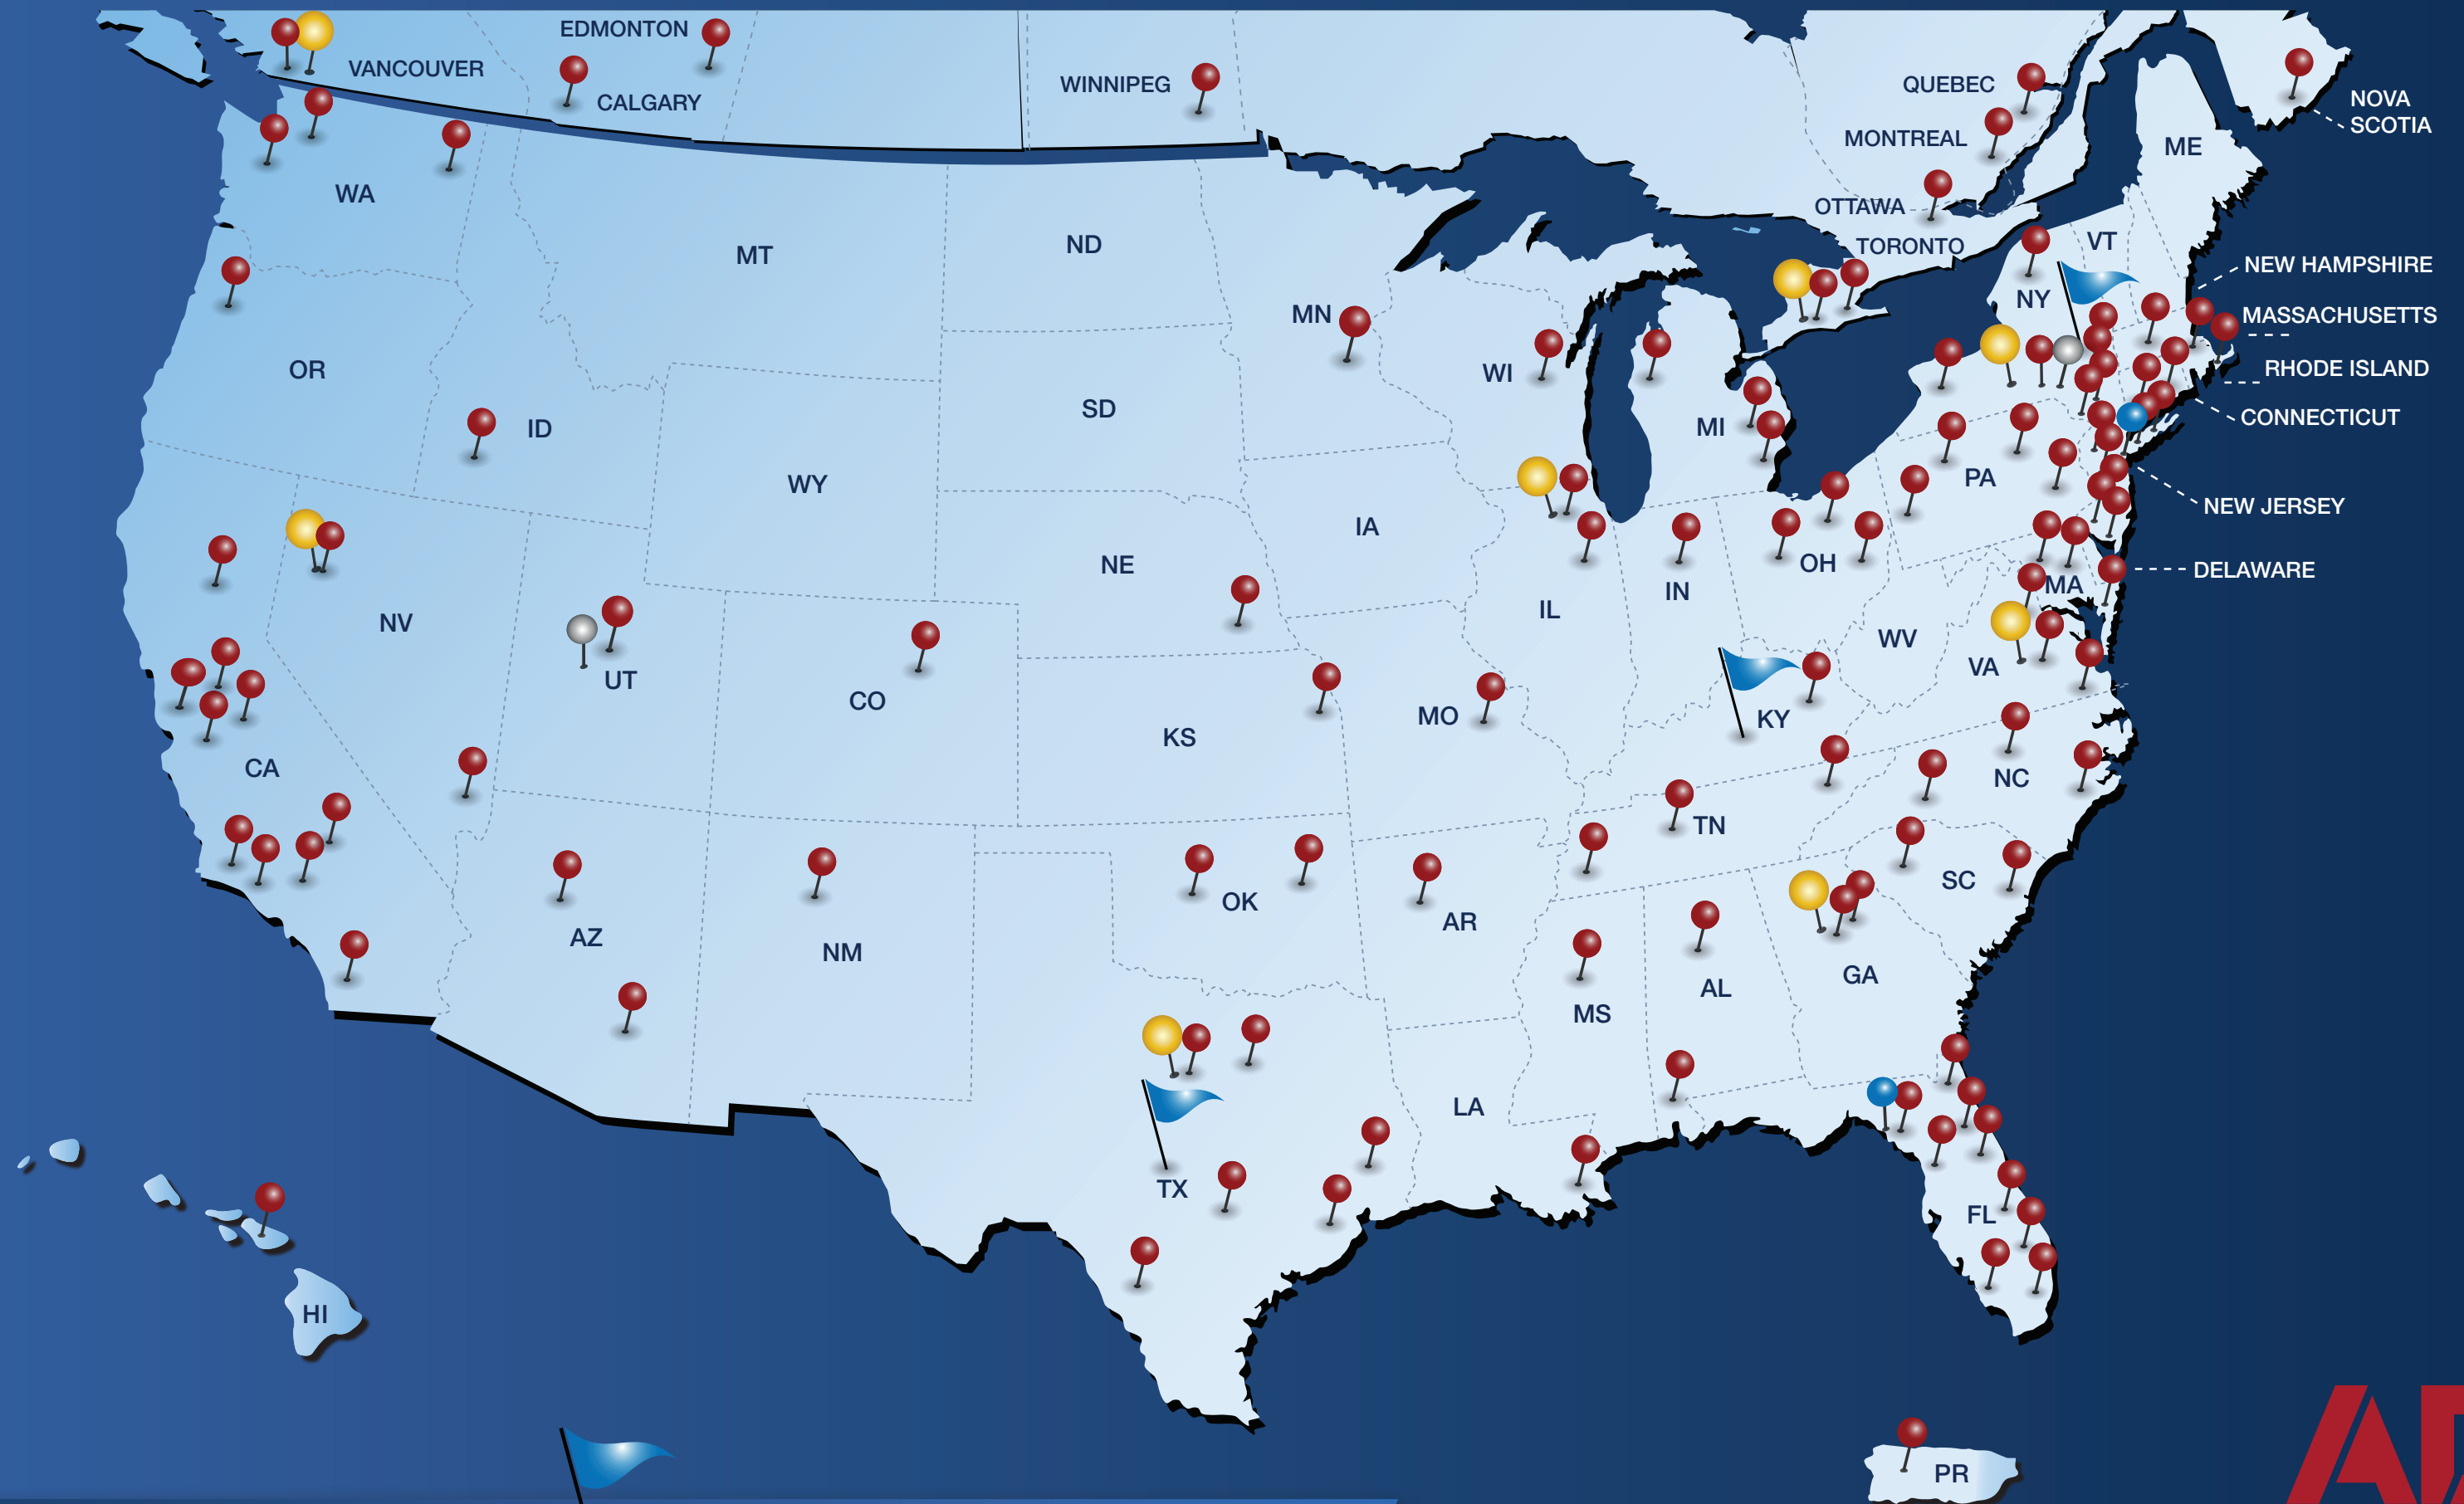 EDMONTON
VANCOUVER
CALGARY
WINNIPEG
QUEBEC
NOVA
SCOTIA
MONTREAL
ME
WA
OTTAWA
TORONTO
VT
MT
ND
NEW HAMPSHIRE
NY
MN
MASSACHUSETTS
OR
WI
RHODE ISLAND
SD
CONNECTICUT
ID
MI
WY
PA
NEW JERSEY
IA
NE
OH
DELAWARE
MA
IN
IL
NV
WV
VA
UT
CO
MO
KY
KS
CA
NC
TN
SC
OK
AR
AZ
NM
GA
AL
MS
LA
TX
FL
HI
PR